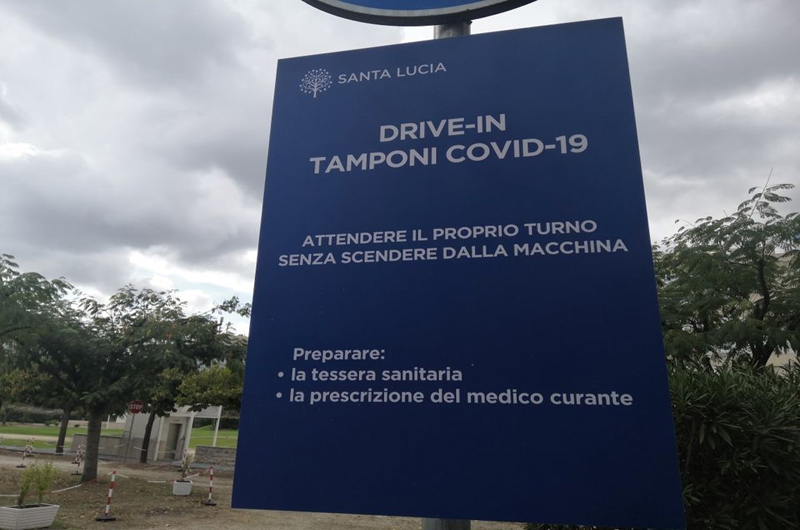 SANTA LUCIA
DRIVE-IN
TAMPONI COVID-19
ATTENDERE IL PROPRIO TURNO
SENZA SCENDERE DALLA MACCHINA
Preparare:
• la tessera sanitaria
• la prescrizione del medico curante
STOP